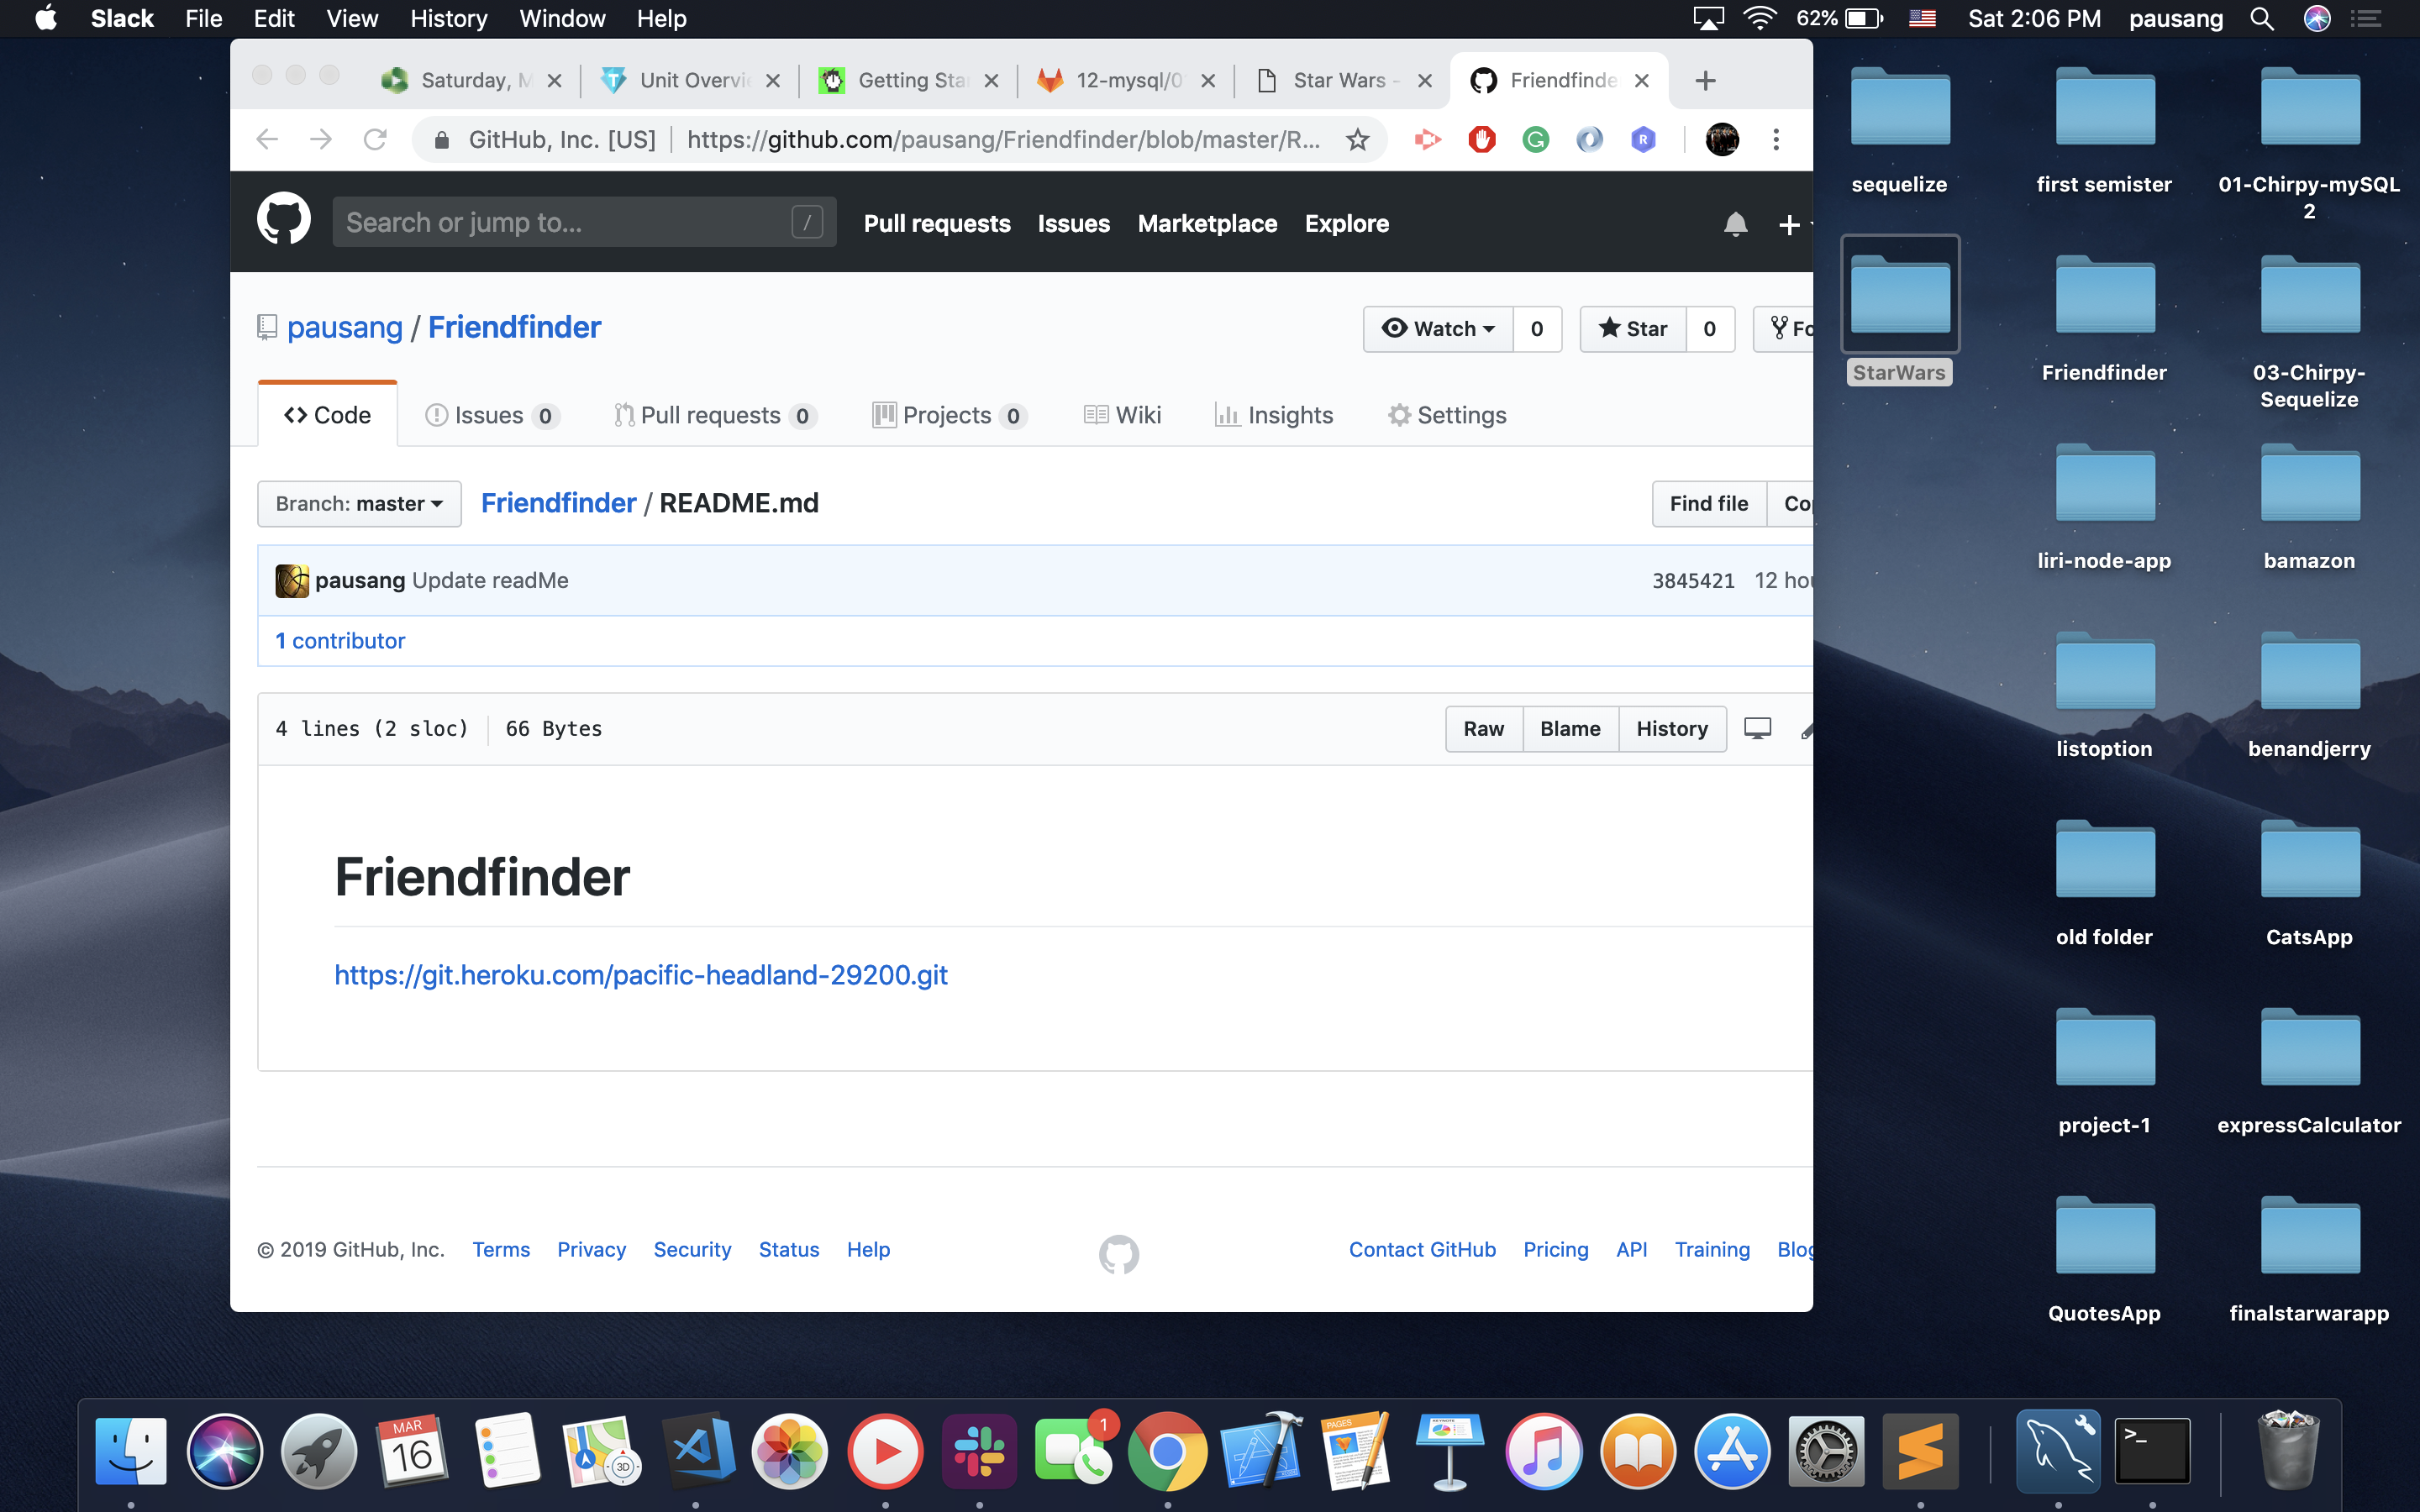 Slack File Edit View History Window Help 62% Sat 2:06 PM pausang
Saturday, M Unit Overvie Getting Sta 12-mysql/0 Star Wars - Friendfinde
GitHub, Inc. [US] https://github.com/pausang/Friendfinder/blob/master/R...
Search or jump to... / Pull requests Issues Marketplace Explore
pausang / Friendfinder Watch 0 Star 0 Fo
Code Issues 0 Pull requests 0 Projects 0 Wiki Insights Settings
Branch: master Friendfinder / README.md Find file Cop
pausang Update readMe 3845421 12 hou
1 contributor
4 lines (2 sloc) 66 Bytes Raw Blame History
Friendfinder
https://git.heroku.com/pacific-headland-29200.git
© 2019 GitHub, Inc. Terms Privacy Security Status Help Contact GitHub Pricing API Training Blog
sequelize
first semister
01-Chirpy-mySQL
2
StarWars
Friendfinder
03-Chirpy-
Sequelize
liri-node-app
bamazon
listoption
benandjerry
old folder
CatsApp
project-1
expressCalculator
QuotesApp
finalstarwarapp
MAR
16
3D
1
PAGES
>_